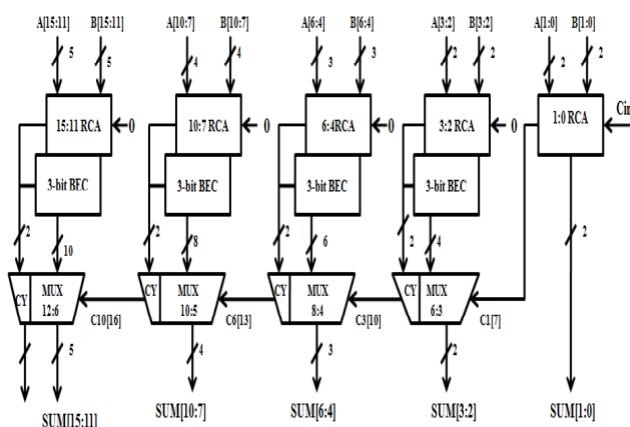 A[15:11] B[15:11] A[10:7] B[10:7] A[6:4] B[6:4] A[3:2] B[3:2] A[1:0] B[1:0]
5 5 4 4 3 3 2 2 2 2
15:11 RCA 0 10:7 RCA 0 6:4RCA 0 3:2 RCA 0 1:0 RCA Cin
3-bit BEC 3-bit BEC 3-bit BEC 3-bit BEC
2 10 2 8 2 6 2 4 2
CY MUX 12:6 C10[16] CY MUX 10:5 C6[13] CY MUX 8:4 C3[10] CY MUX 6:3 C1[7]
5 4 3 2
SUM[15:11] SUM[10:7] SUM[6:4] SUM[3:2] SUM[1:0]